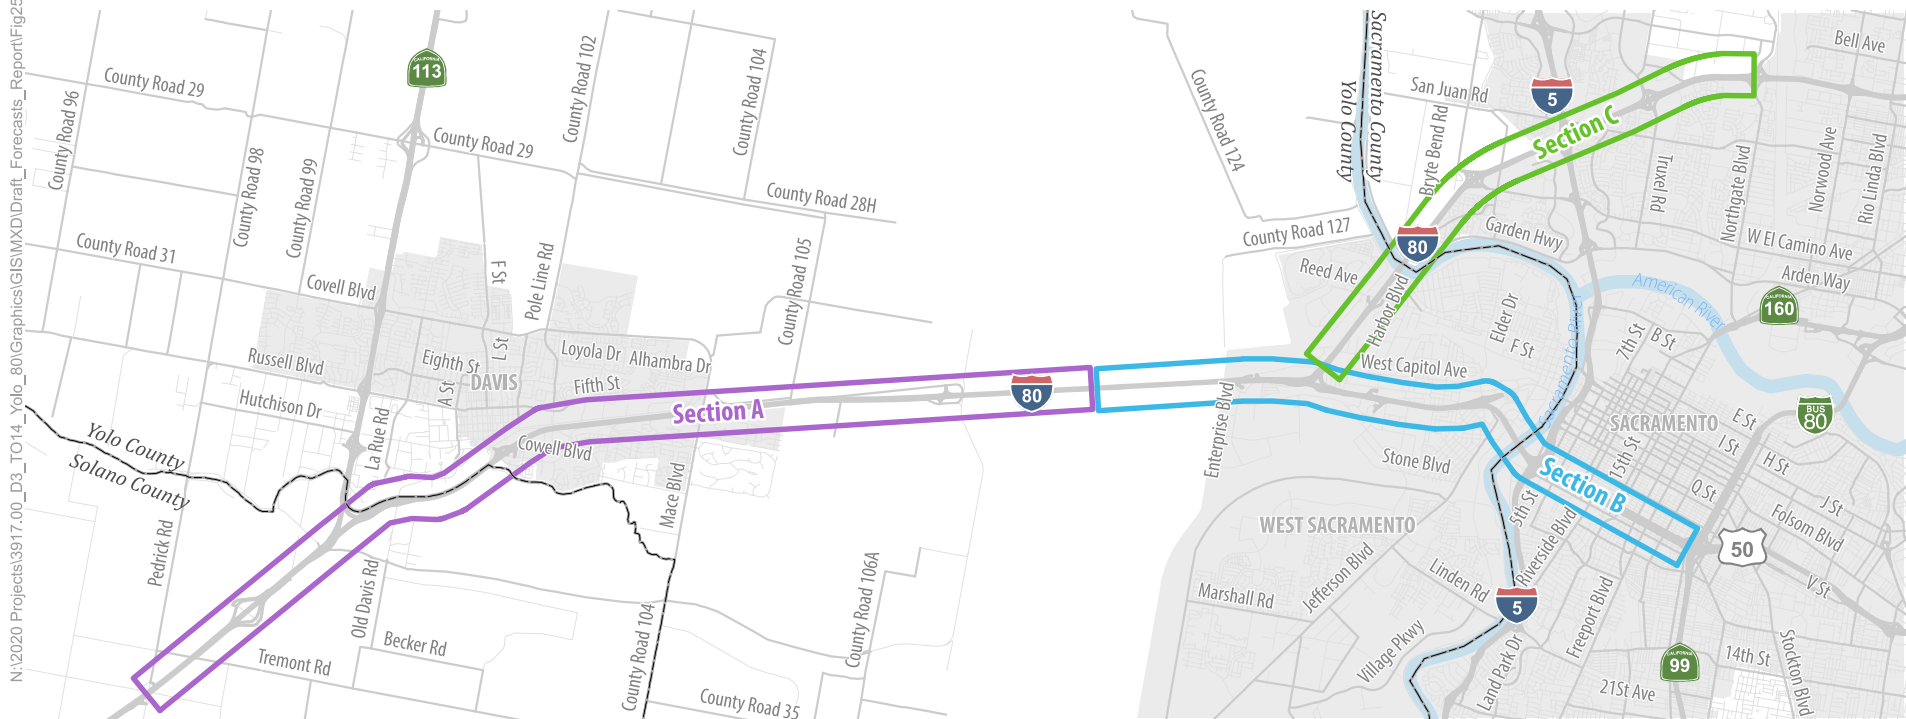 N:\2020 Projects\3917.00_D3_TO14_Yolo_80\Graphics\GIS\MXD\Draft_Forecasts_Report\Fig25
County Road 96
County Road 29
CALIFORNIA
113
County Road 102
County Road 104
County Road 29
County Road 98
County Road 99
County Road 28H
County Road 31
Covell Blvd
F St
Pole Line Rd
County Road 105
Russell Blvd
Eighth St
L St
Loyola Dr
Alhambra Dr
DAVIS
A St
Fifth St
Hutchison Dr
La Rue Rd
Section A
80
Cowell Blvd
Yolo County
Solano County
Mace Blvd
Pedrick Rd
Old Davis Rd
Becker Rd
Tremont Rd
County Road 104
County Road 106A
County Road 35
County Road 124
Yolo County
Sacramento County
San Juan Rd
Bryte Bend Rd
5
Section C
Bell Ave
Truxel Rd
Northgate Blvd
Norwood Ave
Rio Linda Blvd
County Road 127
80
Garden Hwy
W El Camino Ave
Arden Way
Reed Ave
Harbor Blvd
American River
CALIFORNIA
160
Elder Dr
F St
Sacramento River
7th St
B St
West Capitol Ave
Enterprise Blvd
SACRAMENTO
E St
I St
H St
BUS
80
15th St
Stone Blvd
Section B
Q St
J St
Folsom Blvd
5th St
Riverside Blvd
WEST SACRAMENTO
50
V St
Jefferson Blvd
Linden Rd
Marshall Rd
5
Freeport Blvd
Village Pkwy
Land Park Dr
CALIFORNIA
99
14th St
21St Ave
Stockton Blvd